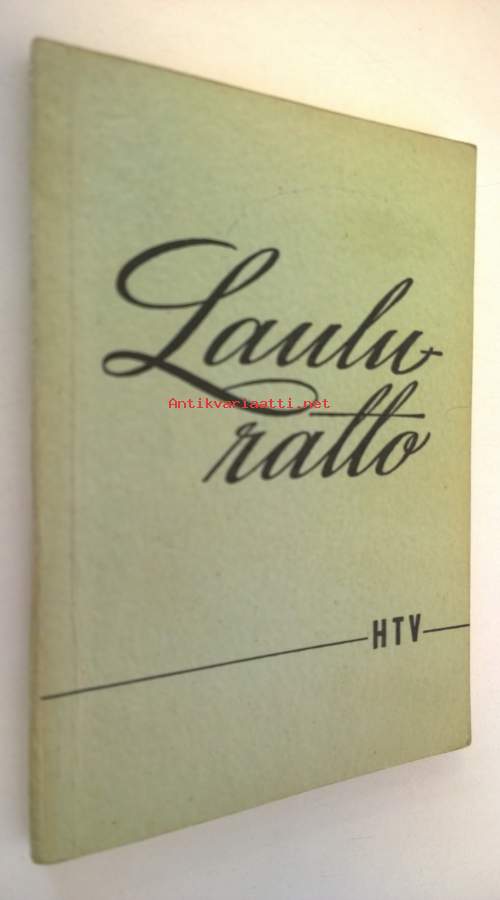 Laulu-
Antikvariaatti.net
ratto
HTV